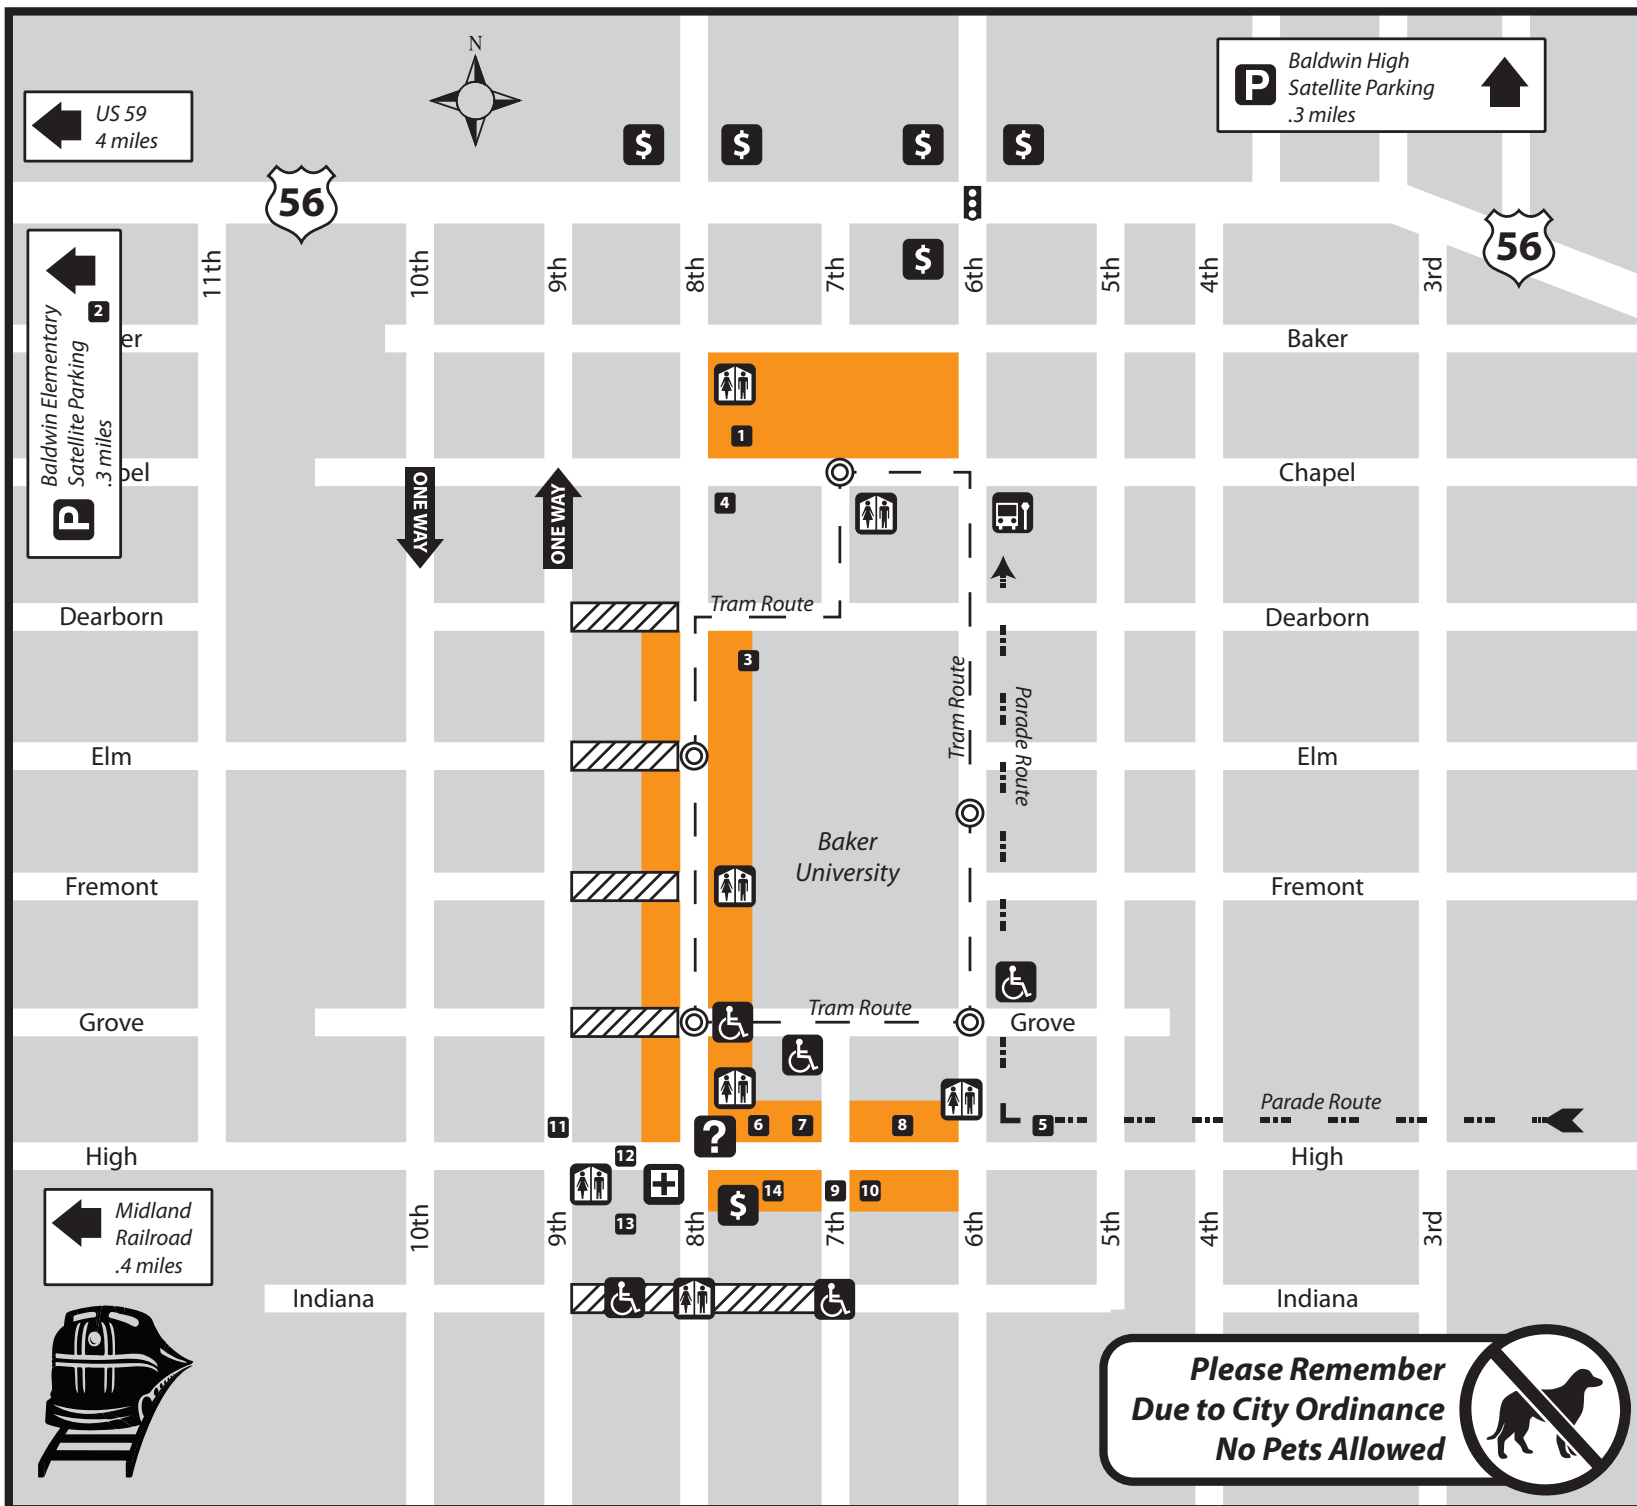 N
US 59
4 miles
P
Baldwin High
Satellite Parking
.3 miles
$
$
$
$
56
56
$
11th
10th
9th
8th
7th
6th
5th
4th
3rd
Baldwin Elementary
Satellite Parking
.3 miles
P
2
er
Baker
1
pel
Chapel
ONE WAY
ONE WAY
4
Dearborn
Tram Route
Dearborn
3
Tram Route
Parade Route
Elm
Elm
Baker
University
Fremont
Fremont
Grove
Tram Route
Grove
11
?
6
7
8
5
Parade Route
High
12
High
$
14
9
10
13
Midland
Railroad
.4 miles
10th
9th
8th
7th
6th
5th
4th
3rd
Indiana
Indiana
Please Remember
Due to City Ordinance
No Pets Allowed